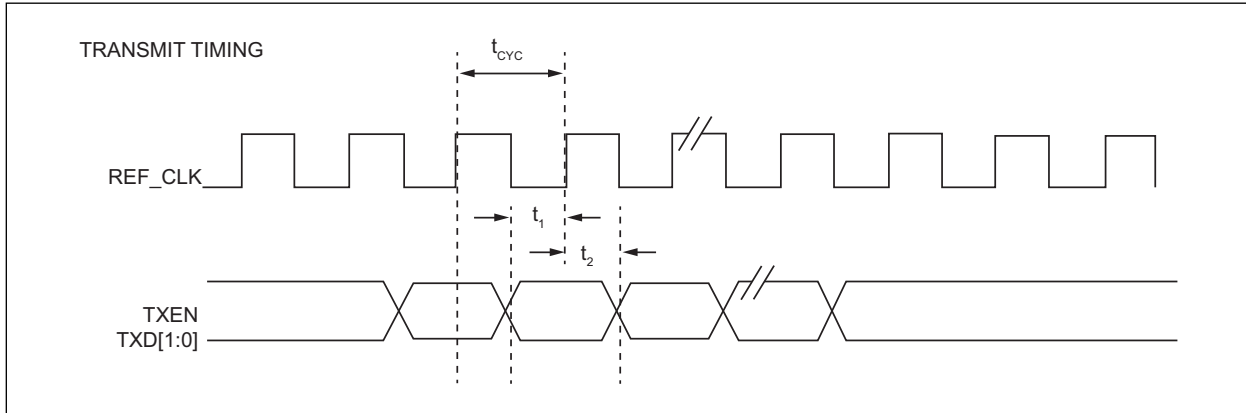 TRANSMIT TIMING
tCYC
REF_CLK
t1
t2
TXEN
TXD[1:0]